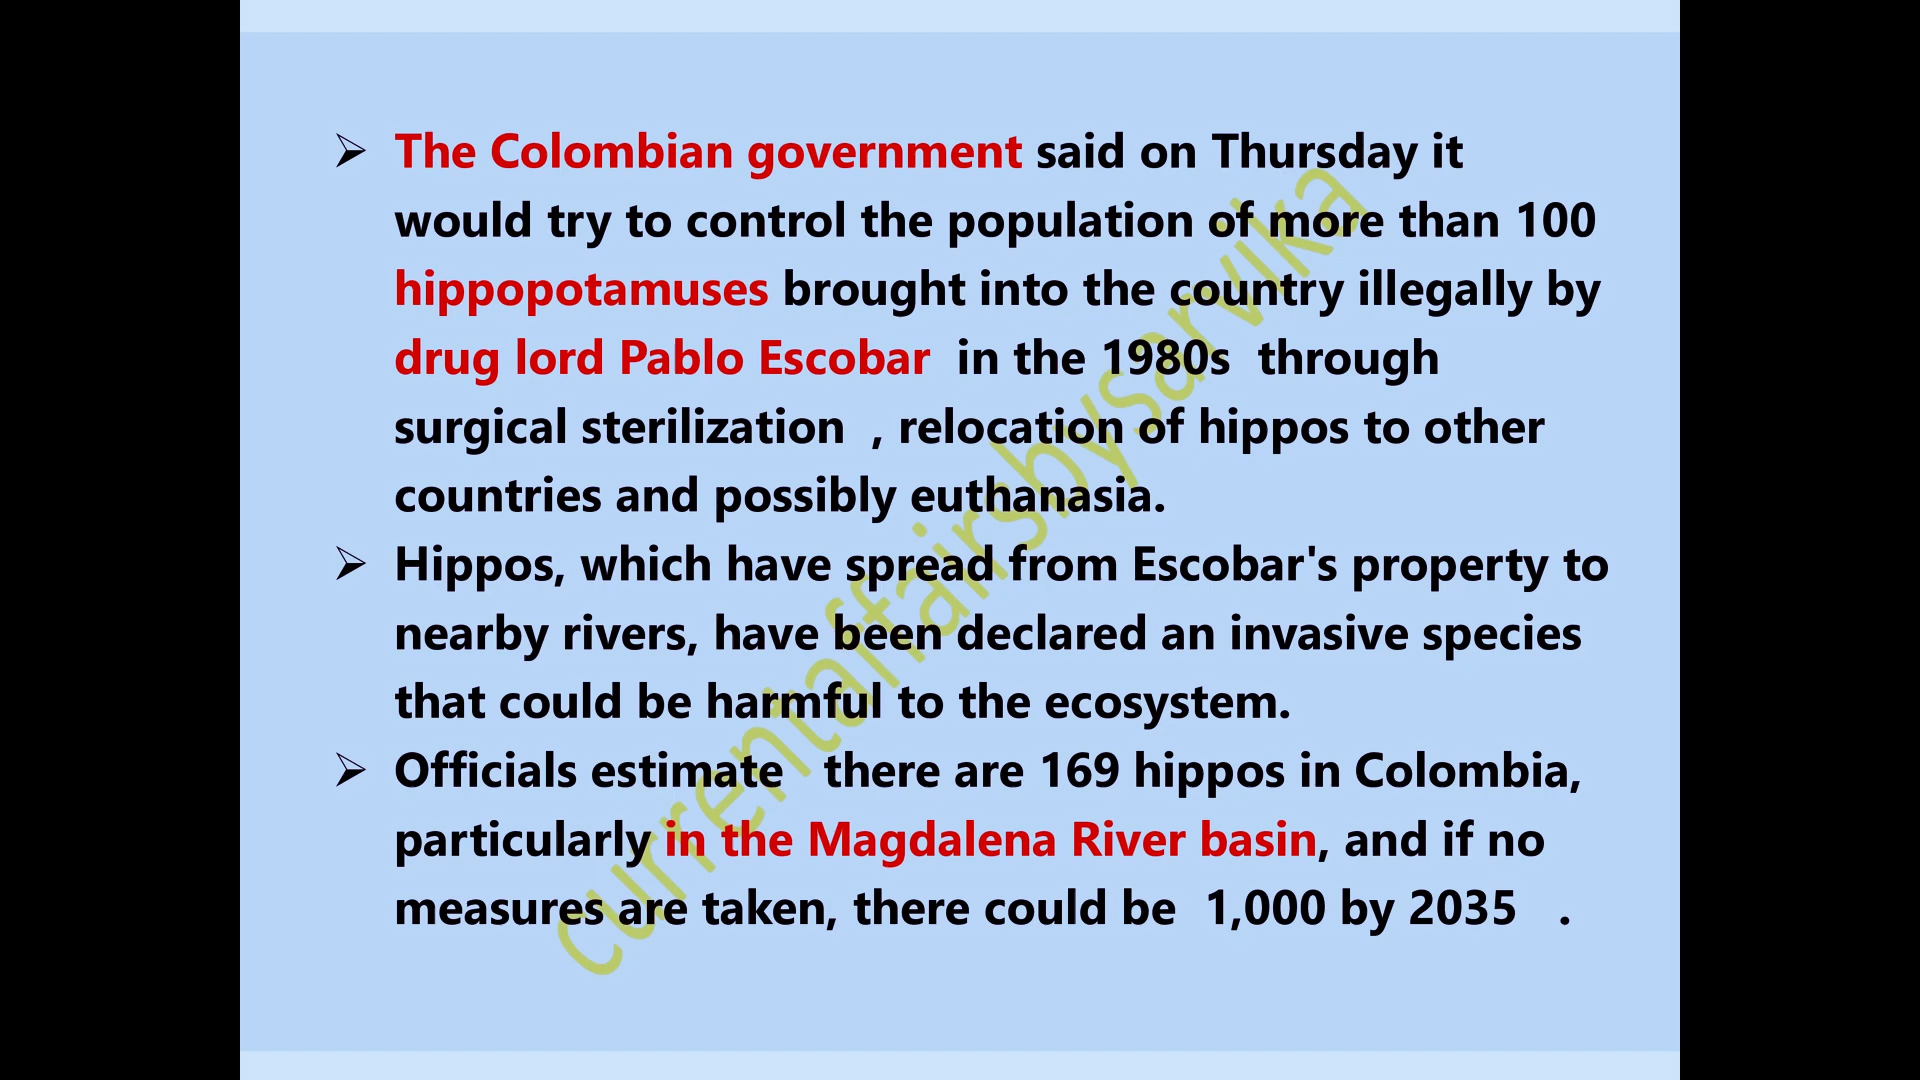 ➢ The Colombian government said on Thursday it
would try to control the population of more than 100
hippopotamuses brought into the country illegally by
drug lord Pablo Escobar in the 1980s through
surgical sterilization , relocation of hippos to other
countries and possibly euthanasia.
➢ Hippos, which have spread from Escobar's property to
nearby rivers, have been declared an invasive species
that could be harmful to the ecosystem.
➢ Officials estimate there are 169 hippos in Colombia,
particularly in the Magdalena River basin, and if no
measures are taken, there could be 1,000 by 2035 .
currentaffairsbysarvika